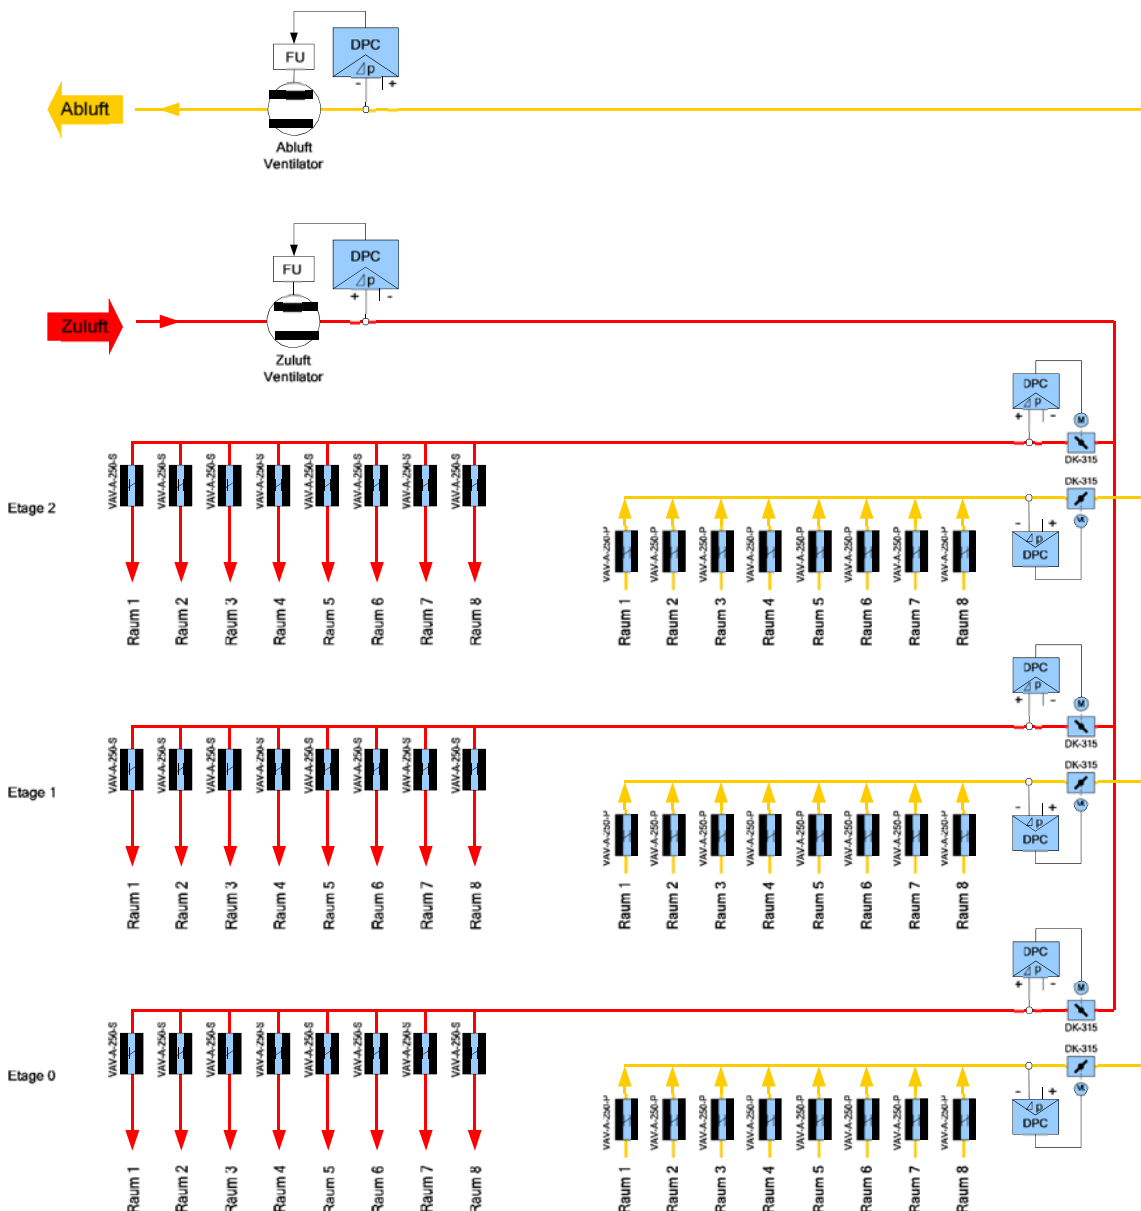 DPC
FU
⊿p
- +
Abluft
Abluft
Ventilator
DPC
FU
⊿p
+ -
Zuluft
Zuluft
Ventilator
DPC
⊿p
+ -
M
DK-315
VAV-A-250-S VAV-A-250-S VAV-A-250-S VAV-A-250-S VAV-A-250-S VAV-A-250-S VAV-A-250-S VAV-A-250-S
DK-315
Etage 2
- +
M
⊿p
DPC
VAV-A-250-P VAV-A-250-P VAV-A-250-P VAV-A-250-P VAV-A-250-P VAV-A-250-P VAV-A-250-P VAV-A-250-P
Raum 1 Raum 2 Raum 3 Raum 4 Raum 5 Raum 6 Raum 7 Raum 8
Raum 1 Raum 2 Raum 3 Raum 4 Raum 5 Raum 6 Raum 7 Raum 8
DPC
⊿p
+ -
M
DK-315
VAV-A-250-S VAV-A-250-S VAV-A-250-S VAV-A-250-S VAV-A-250-S VAV-A-250-S VAV-A-250-S VAV-A-250-S
DK-315
Etage 1
- +
M
⊿p
DPC
VAV-A-250-P VAV-A-250-P VAV-A-250-P VAV-A-250-P VAV-A-250-P VAV-A-250-P VAV-A-250-P VAV-A-250-P
Raum 1 Raum 2 Raum 3 Raum 4 Raum 5 Raum 6 Raum 7 Raum 8
Raum 1 Raum 2 Raum 3 Raum 4 Raum 5 Raum 6 Raum 7 Raum 8
DPC
⊿p
+ -
M
DK-315
VAV-A-250-S VAV-A-250-S VAV-A-250-S VAV-A-250-S VAV-A-250-S VAV-A-250-S VAV-A-250-S VAV-A-250-S
DK-315
Etage 0
- +
M
⊿p
DPC
VAV-A-250-P VAV-A-250-P VAV-A-250-P VAV-A-250-P VAV-A-250-P VAV-A-250-P VAV-A-250-P VAV-A-250-P
Raum 1 Raum 2 Raum 3 Raum 4 Raum 5 Raum 6 Raum 7 Raum 8
Raum 1 Raum 2 Raum 3 Raum 4 Raum 5 Raum 6 Raum 7 Raum 8